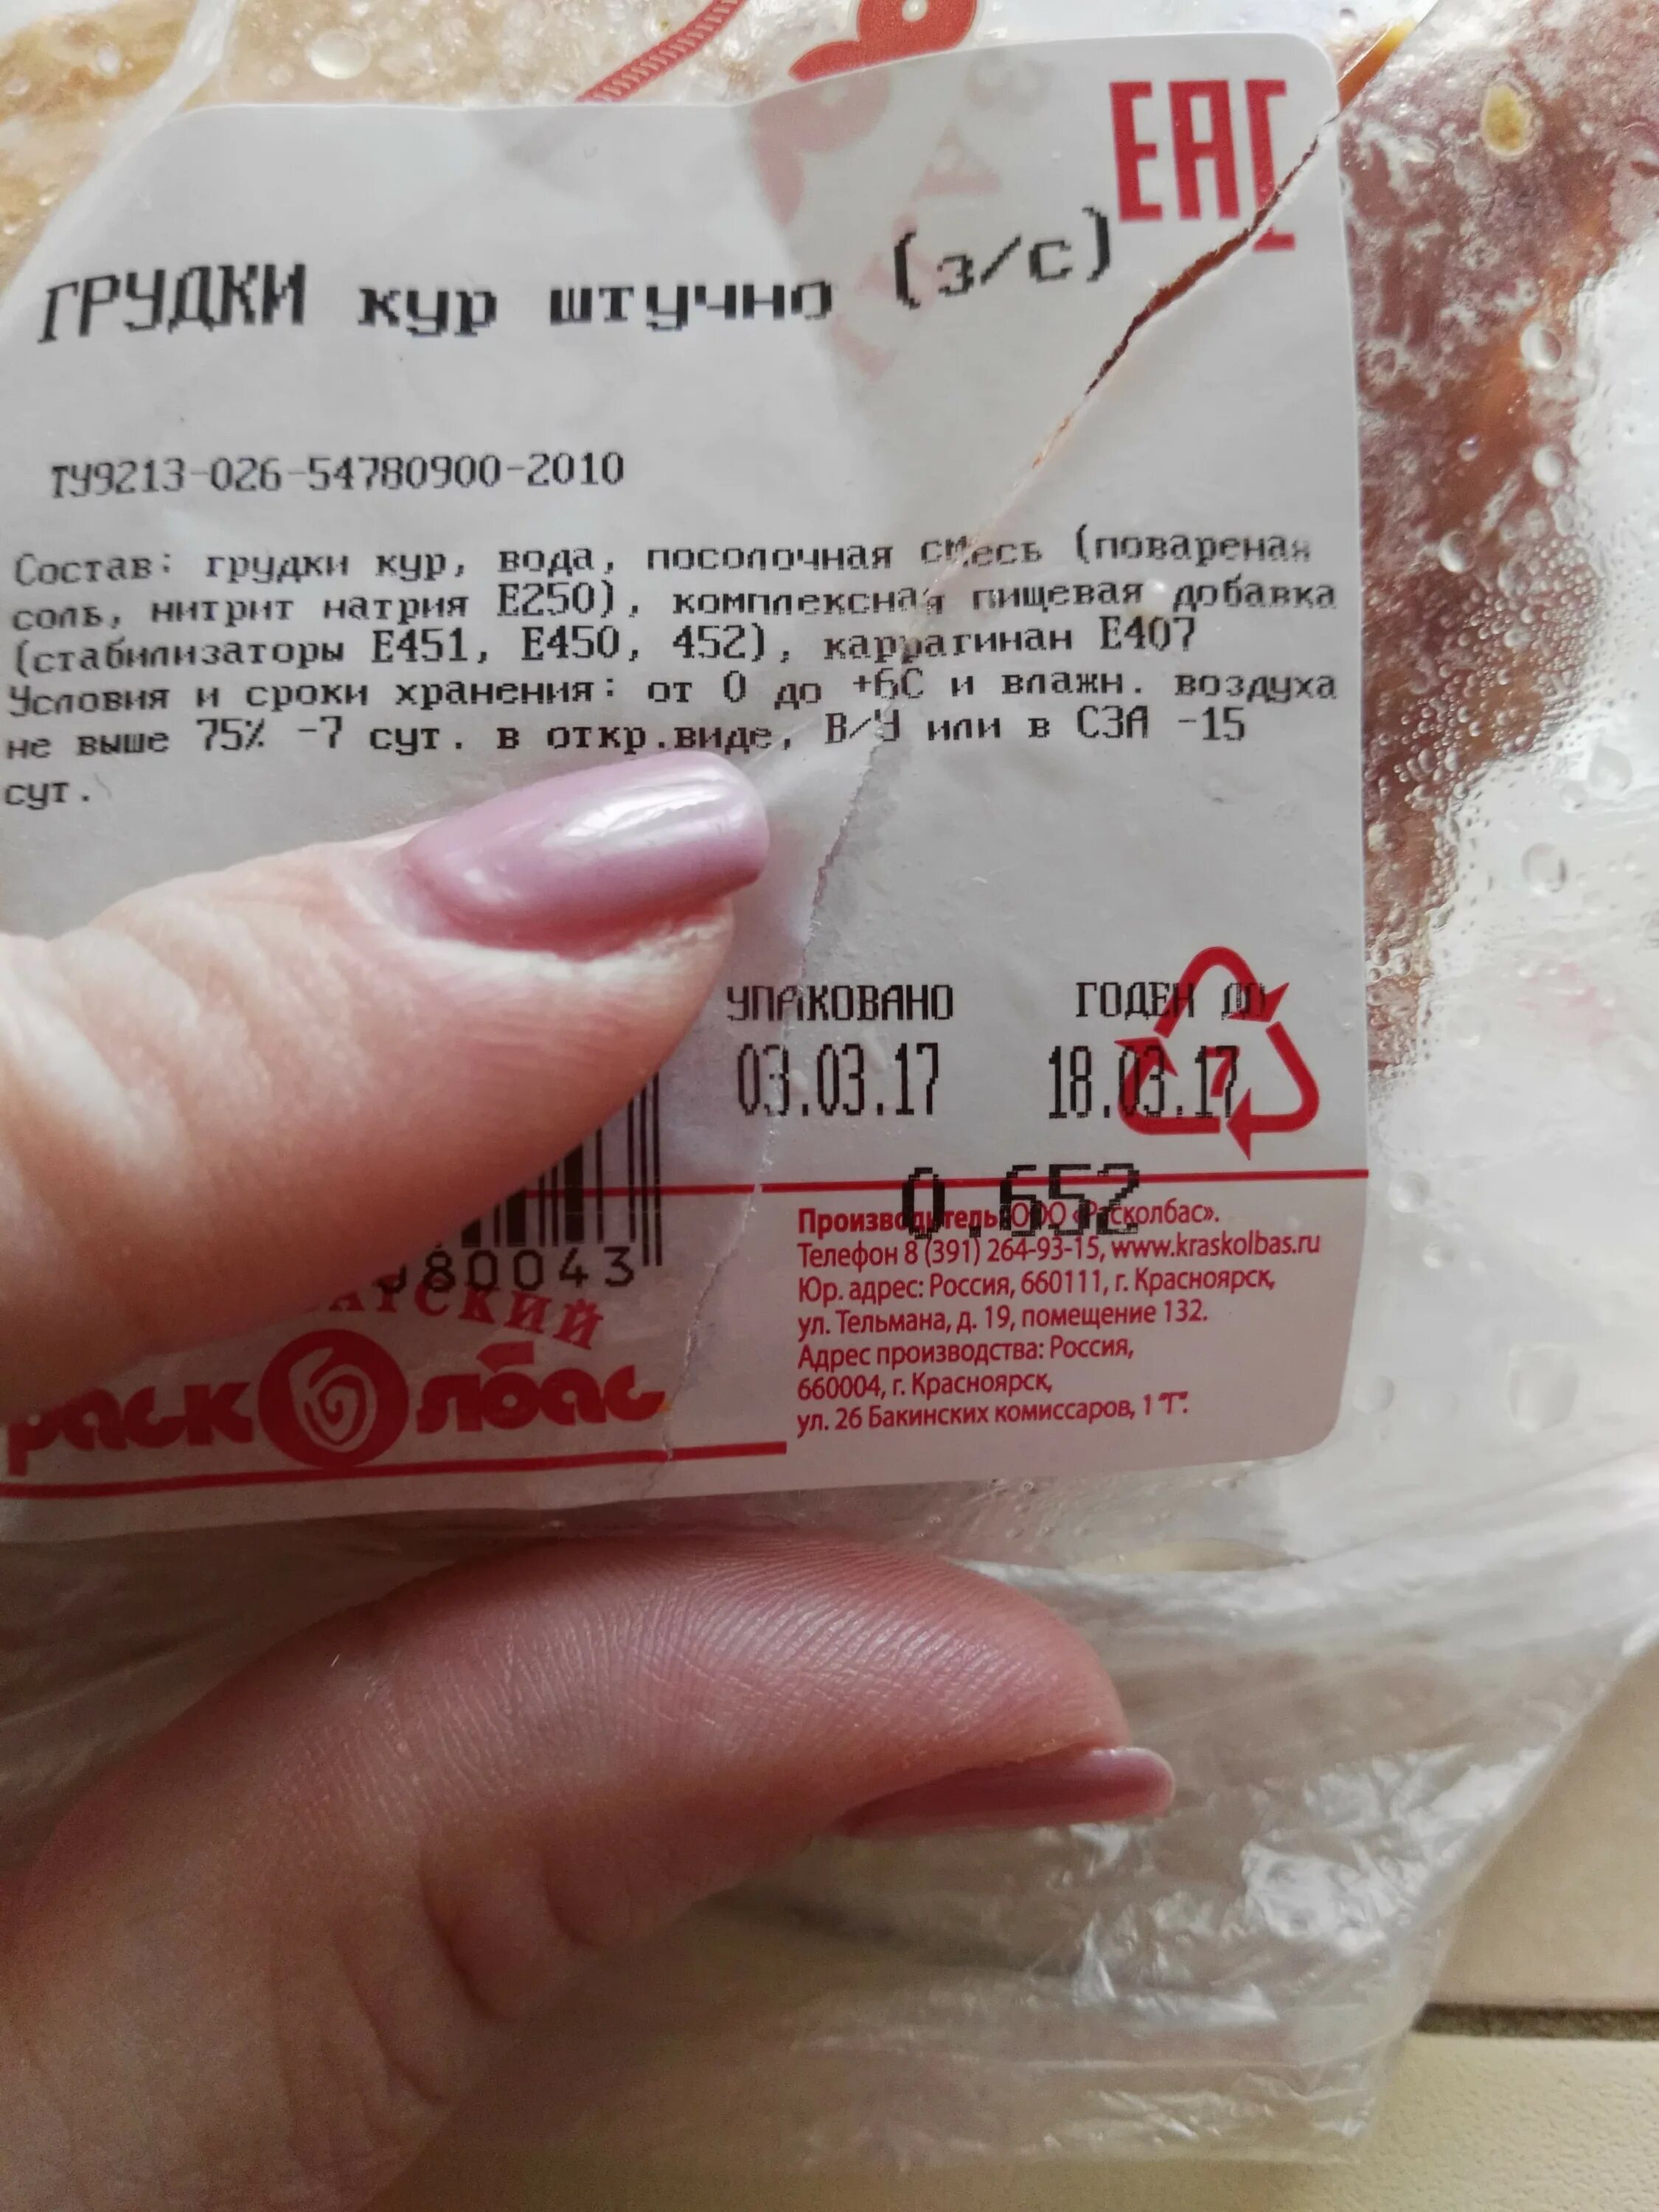 ЕАС
ГРУДКИ кур штучно (з/с)
ТУ9213-026-54780900-2010
Состав: грудки кур, вода, посолочная смесь (повареная
соль, нитрит натрия Е250), комплексная пищевая добавка
(стабилизаторы Е451, Е450, 452), каррагинан Е407
Условия и сроки хранения: от 0 до +6С и влажн. воздуха
не выше 75% -7 сут. в откр.виде, В/У или в СЗА -15
сут.
УПАКОВАНО ГОДЕН ДО
03.03.17 18.03.17
7
0.652
80043
Производитель: ООО «Расколбас».
Телефон 8 (391) 264-93-15, www.kraskolbas.ru
Юр. адрес: Россия, 660111, г. Красноярск,
ул. Тельмана, д. 19, помещение 132.
Адрес производства: Россия,
660004, г. Красноярск,
ул. 26 Бакинских комиссаров, 1 "Г".
расколбас